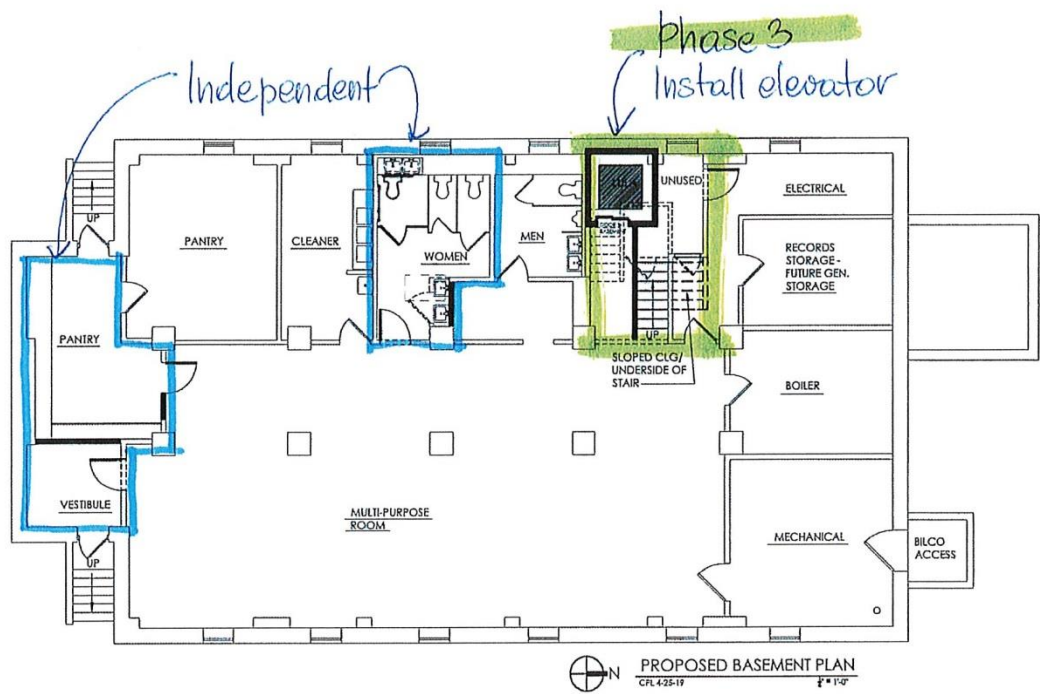 Phase 3
Install elevator
Independent
UP
UNUSED
ELECTRICAL
PANTRY
CLEANER
WOMEN
MEN
RECORDS
STORAGE-
FUTURE GEN.
STORAGE
PANTRY
UP
SLOPED CLG/
UNDERSIDE OF
STAIR
BOILER
VESTIBULE
MULTI-PURPOSE
ROOM
MECHANICAL
BILCO
ACCESS
UP
N
PROPOSED BASEMENT PLAN
CFL 4-25-19